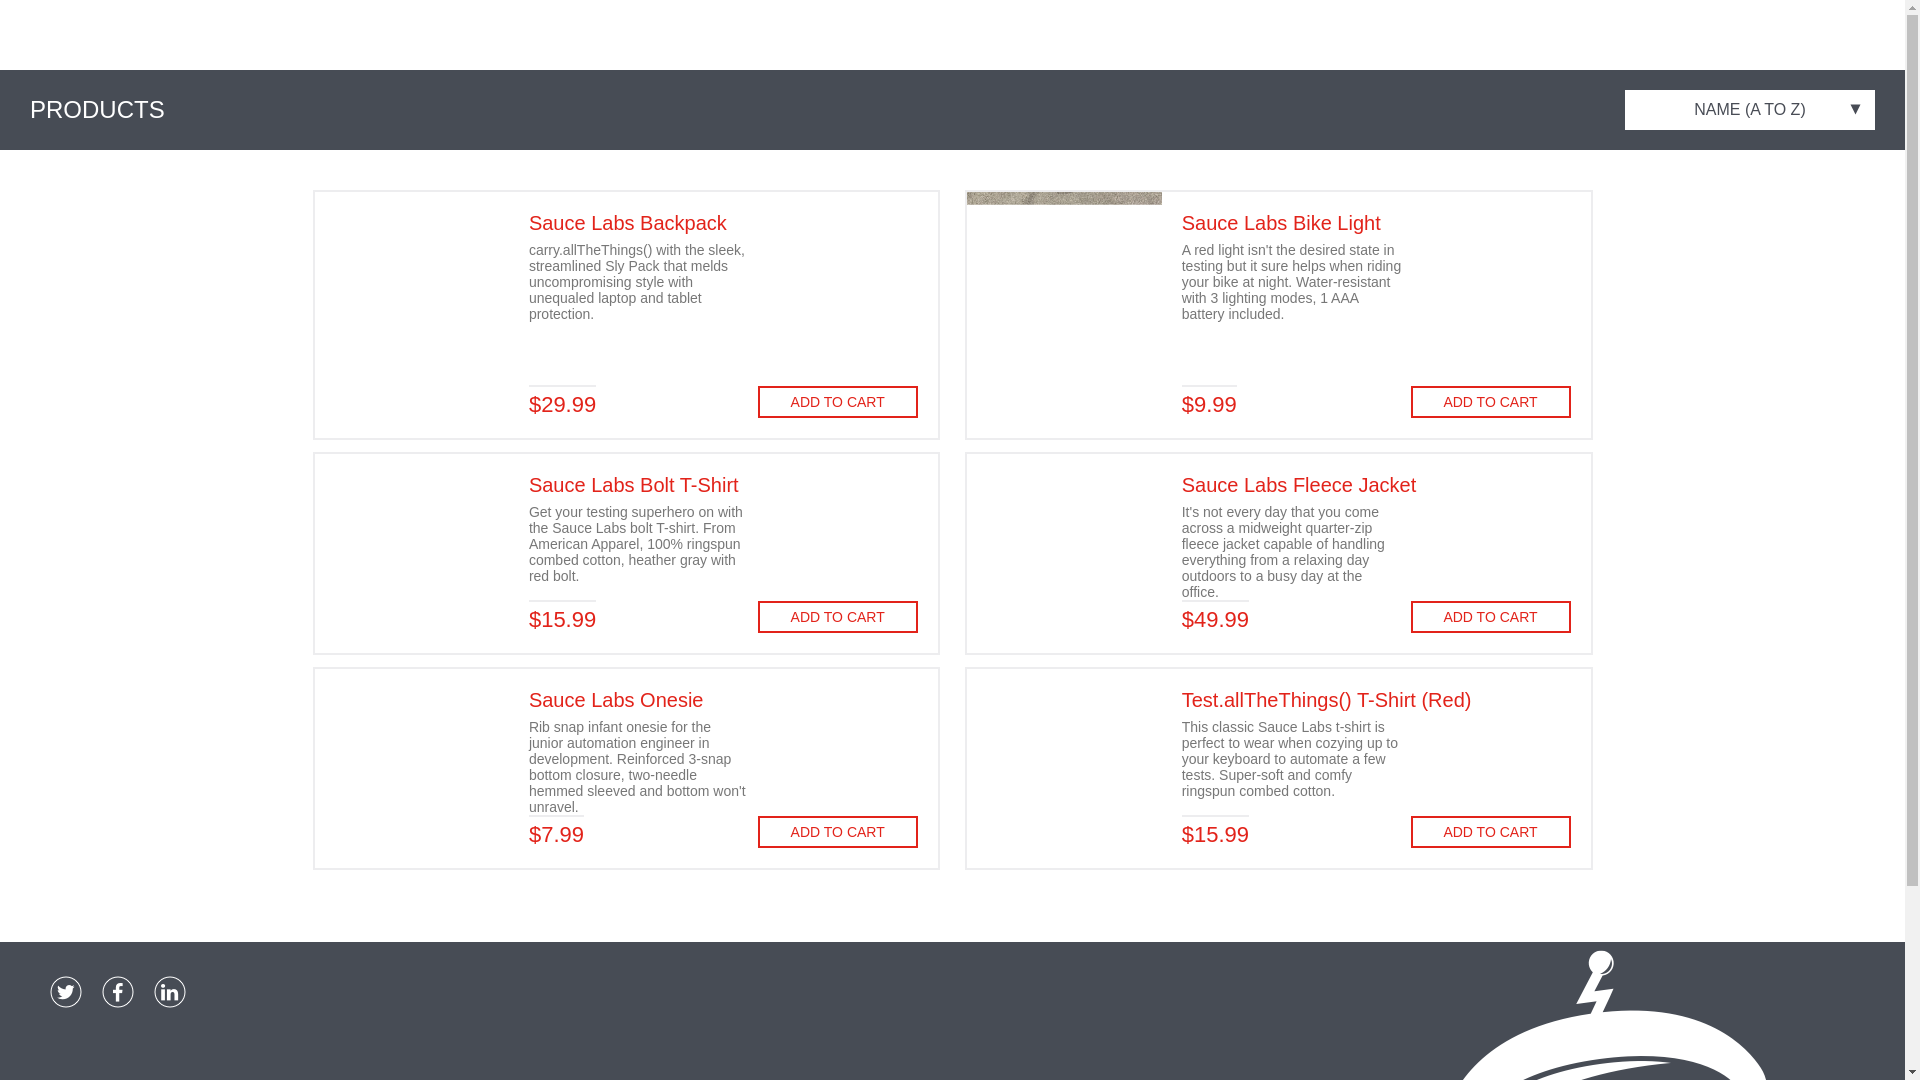 PRODUCTS
NAME (A TO Z)
Sauce Labs Backpack
carry.allTheThings() with the sleek,
streamlined Sly Pack that melds
uncompromising style with
unequaled laptop and tablet
protection.
$29.99
ADD TO CART
Sauce Labs Bike Light
A red light isn't the desired state in
testing but it sure helps when riding
your bike at night. Water-resistant
with 3 lighting modes, 1 AAA
battery included.
$9.99
ADD TO CART
Sauce Labs Bolt T-Shirt
Get your testing superhero on with
the Sauce Labs bolt T-shirt. From
American Apparel, 100% ringspun
combed cotton, heather gray with
red bolt.
$15.99
ADD TO CART
Sauce Labs Fleece Jacket
It's not every day that you come
across a midweight quarter-zip
fleece jacket capable of handling
everything from a relaxing day
outdoors to a busy day at the
office.
$49.99
ADD TO CART
Sauce Labs Onesie
Rib snap infant onesie for the
junior automation engineer in
development. Reinforced 3-snap
bottom closure, two-needle
hemmed sleeved and bottom won't
unravel.
$7.99
ADD TO CART
Test.allTheThings() T-Shirt (Red)
This classic Sauce Labs t-shirt is
perfect to wear when cozying up to
your keyboard to automate a few
tests. Super-soft and comfy
ringspun combed cotton.
$15.99
ADD TO CART